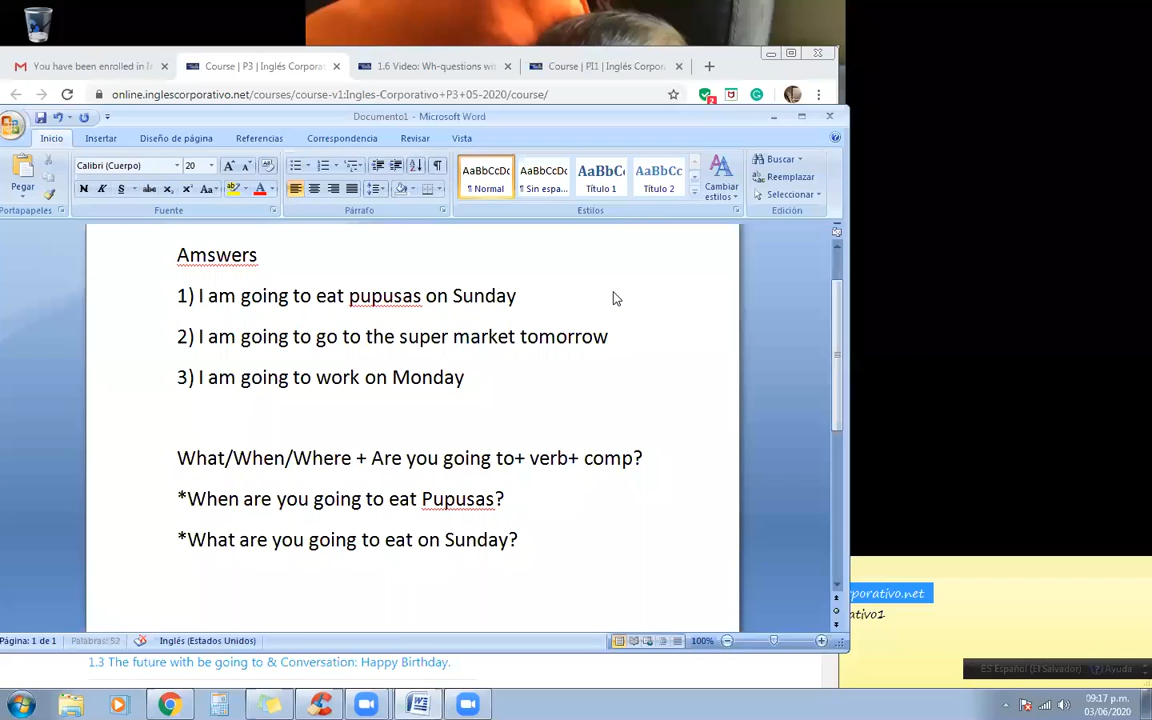 You have been enrolled in I
Course | P3 | Inglés Corporati
1.6 Video: Wh-questions wi
Course | PI1 | Inglés Corpora
online.inglescorporativo.net/courses/course-v1:Ingles-Corporativo+P3+05-2020/course/
Documento1 - Microsoft Word
Inicio Insertar Diseño de página Referencias Correspondencia Revisar Vista
Pegar
Calibri (Cuerpo) 20
AaBbCcDc AaBbCcDc AaBbCc AaBbCc
¶ Normal ¶ Sin espa... Título 1 Título 2
Cambiar estilos
Buscar
Reemplazar
Seleccionar
Portapapeles Fuente Párrafo Estilos Edición
Amswers
1) I am going to eat pupusas on Sunday
2) I am going to go to the super market tomorrow
3) I am going to work on Monday
What/When/Where + Are you going to+ verb+ comp?
*When are you going to eat Pupusas?
*What are you going to eat on Sunday?
rporativo.net
ativo1
Página: 1 de 1 Palabras: 52 Inglés (Estados Unidos) 100%
1.3 The future with be going to & Conversation: Happy Birthday.
ES Español (El Salvador) Ayuda
09:17 p.m.
03/06/2020